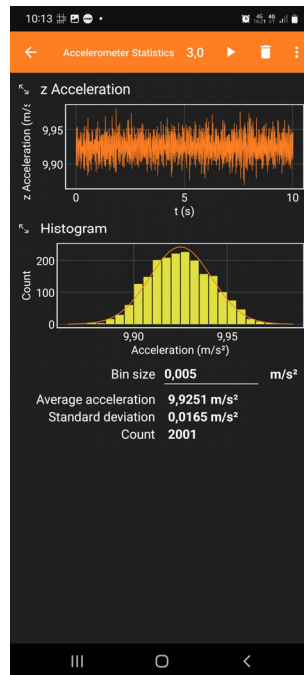 10:13
Accelerometer Statistics 3,0
z Acceleration
z Acceleration (m/s
9,95
9,90
0 5 10
t (s)
Histogram
Count
200
100
0
9,90 9,95
Acceleration (m/s²)
Bin size 0,005 m/s²
Average acceleration 9,9251 m/s²
Standard deviation 0,0165 m/s²
Count 2001